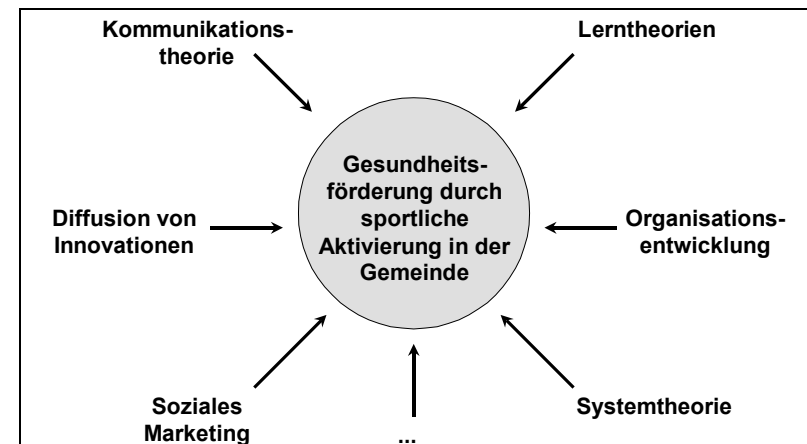 Kommunikations-
theorie
Lerntheorien
Gesundheits-
förderung durch
sportliche
Aktivierung in der
Gemeinde
Diffusion von
Innovationen
Organisations-
entwicklung
Soziales
Marketing
...
Systemtheorie